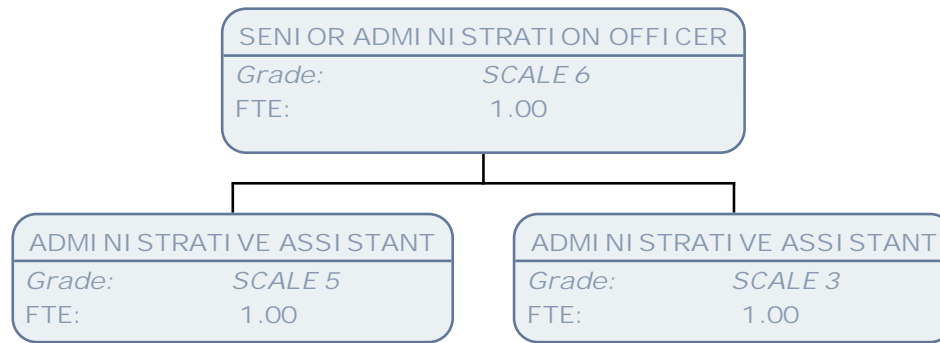 SENIOR ADMINISTRATION OFFICER
Grade: SCALE 6
FTE: 1.00
ADMINISTRATIVE ASSISTANT
Grade: SCALE 5
FTE: 1.00
ADMINISTRATIVE ASSISTANT
Grade: SCALE 3
FTE: 1.00